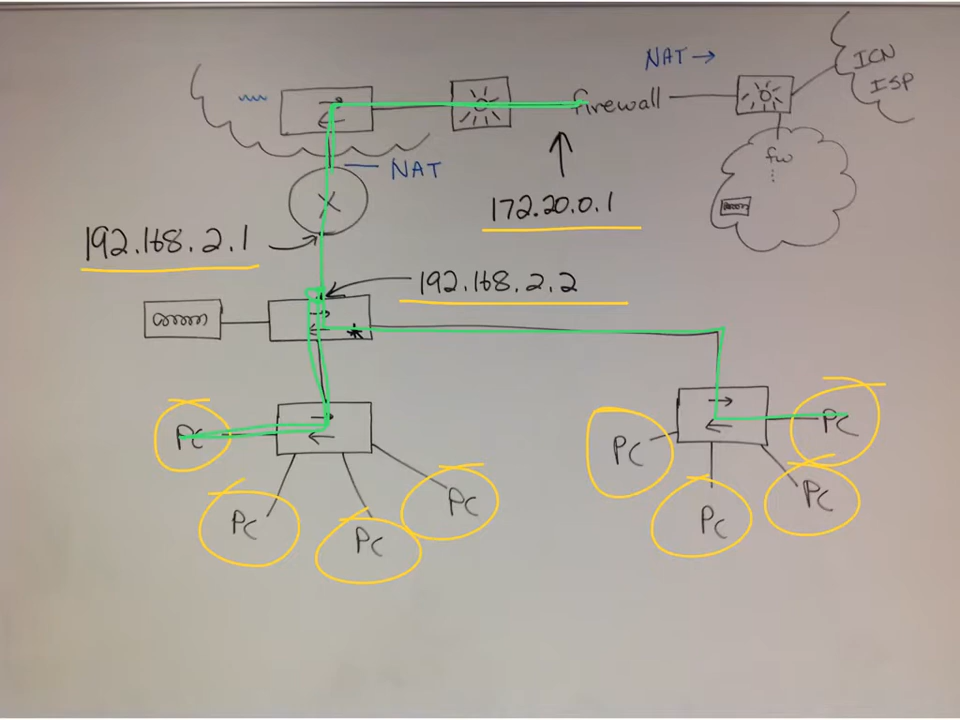 NAT →
ICN
ISP
firewall
NAT
fw
172.20.0.1
192.168.2.1
192.168.2.2
PC
PC
PC
PC
PC
PC
PC
PC